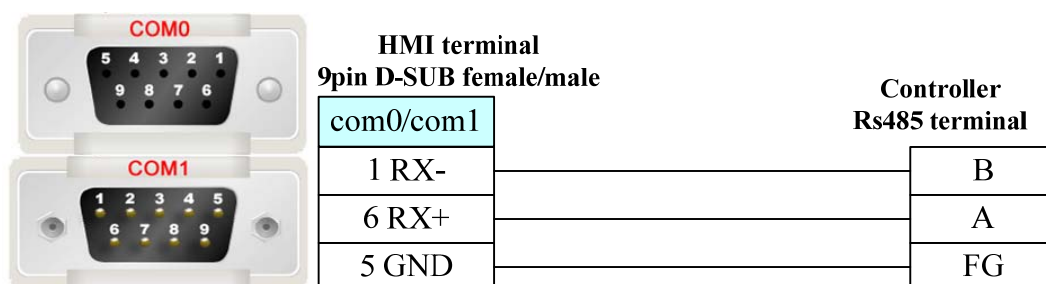 COM0
5 4 3 2 1
9 8 7 6
COM1
1 2 3 4 5
6 7 8 9
HMI terminal
9pin D-SUB female/male
com0/com1
1 RX-
6 RX+
5 GND
Controller
Rs485 terminal
B
A
FG